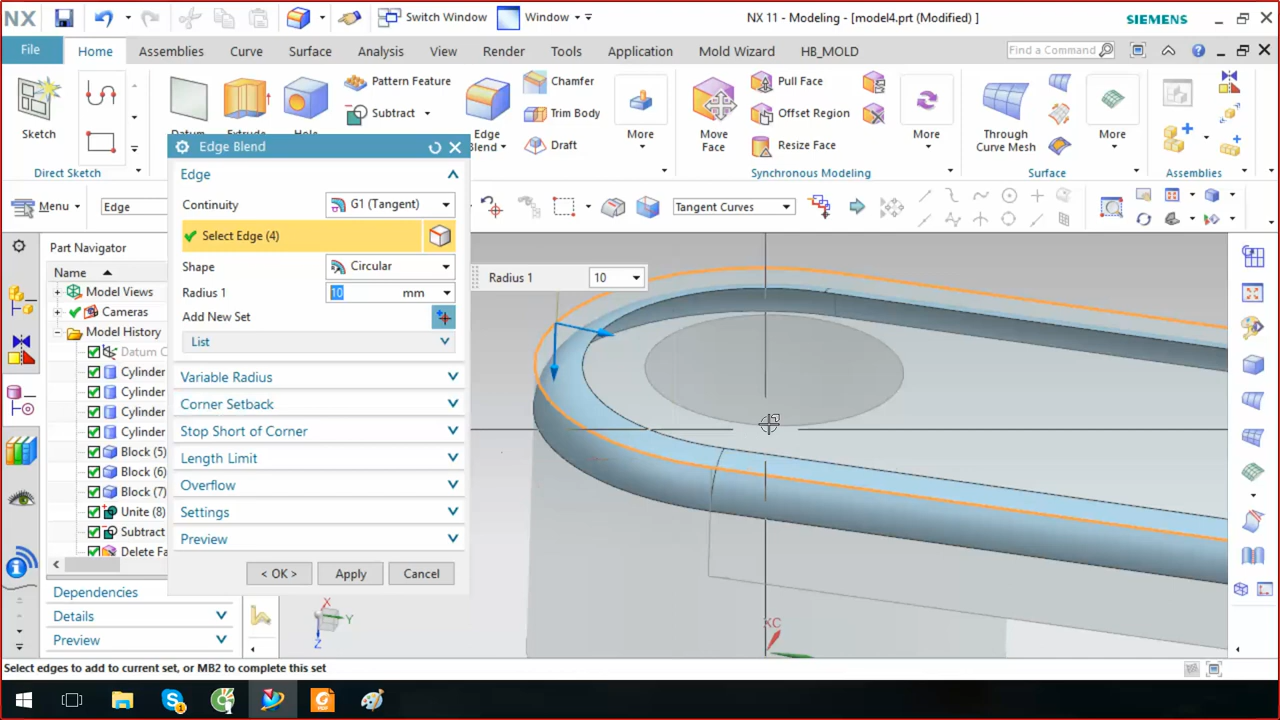 NX
Switch Window
Window
NX 11 - Modeling - [model4.prt (Modified) ]
SIEMENS
File
Home
Assemblies
Curve
Surface
Analysis
View
Render
Tools
Application
Mold Wizard
HB_MOLD
Find a Command
Sketch
Direct Sketch
Pattern Feature
Subtract
Edge
Blend
Chamfer
Trim Body
Draft
More
Move
Face
Pull Face
Offset Region
Resize Face
More
Synchronous Modeling
Through
Curve Mesh
More
Surface
Assemblies
Menu
Edge
Tangent Curves
Edge Blend
Edge
Continuity
G1 (Tangent)
Select Edge (4)
Shape
Circular
Radius 1
10
mm
Add New Set
List
Variable Radius
Corner Setback
Stop Short of Corner
Length Limit
Overflow
Settings
Preview
< OK >
Apply
Cancel
Radius 1
10
Part Navigator
Name
Model Views
Cameras
Model History
Datum C
Cylinder
Cylinder
Cylinder
Cylinder
Block (5)
Block (6)
Block (7)
Unite (8)
Subtract
Delete Fa
Dependencies
Details
Preview
X
Y
Z
XC
Select edges to add to current set, or MB2 to complete this set